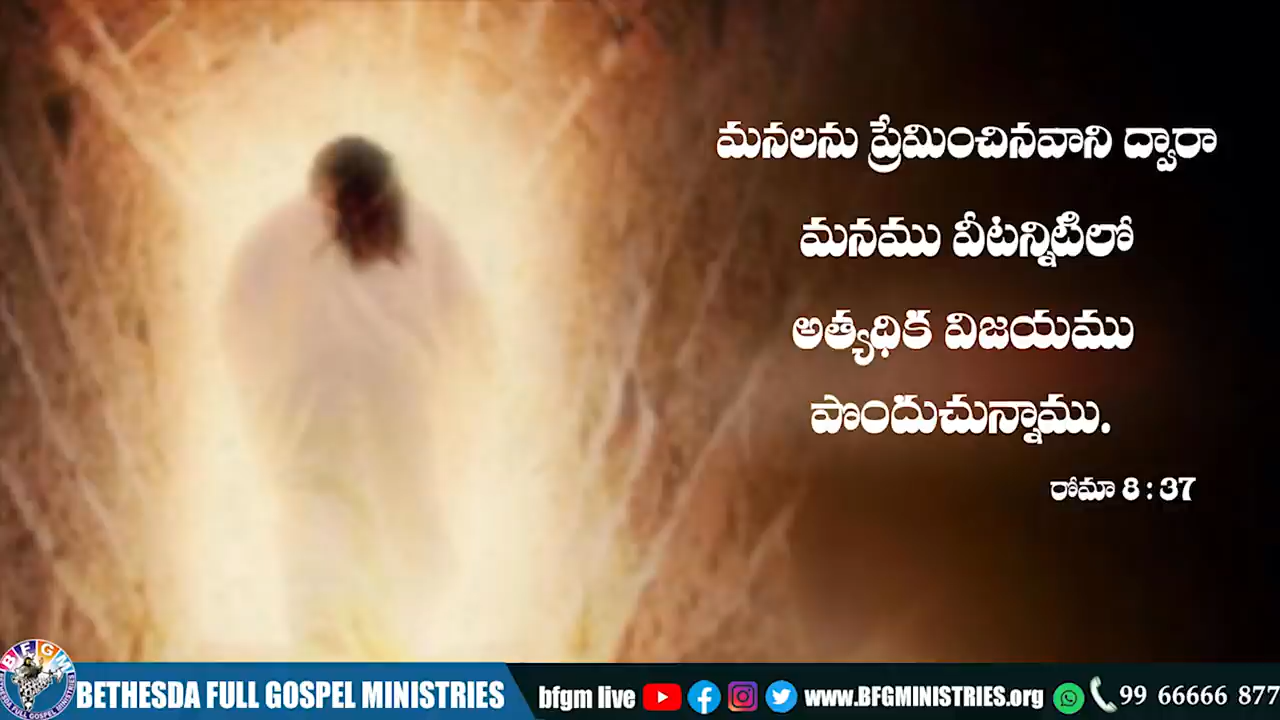 మనలను ప్రేమించినవాని ద్వారా
మనము వీటన్నిటిలో
అత్యధిక విజయము
పొందుచున్నాము.
రోమా 8 : 37
BFGM
BETHESDA FULL GOSPEL MINISTRIES bfgm live www.BFGMINISTRIES.org 99 66666 877